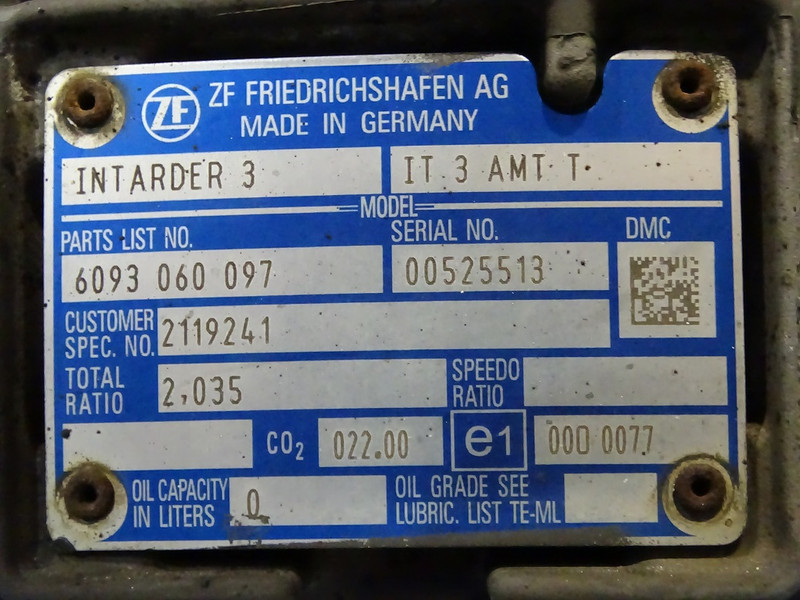 ZF ZF FRIEDRICHSHAFEN AG
MADE IN GERMANY
INTARDER 3 IT 3 AMT T
MODEL
PARTS LIST NO. SERIAL NO. DMC
6093 060 097 00525513
CUSTOMER SPEC. NO. 2119241
TOTAL RATIO 2,035 SPEEDO RATIO
CO2 022.00 e1 000 0077
OIL CAPACITY IN LITERS 0 OIL GRADE SEE LUBRIC. LIST TE-ML